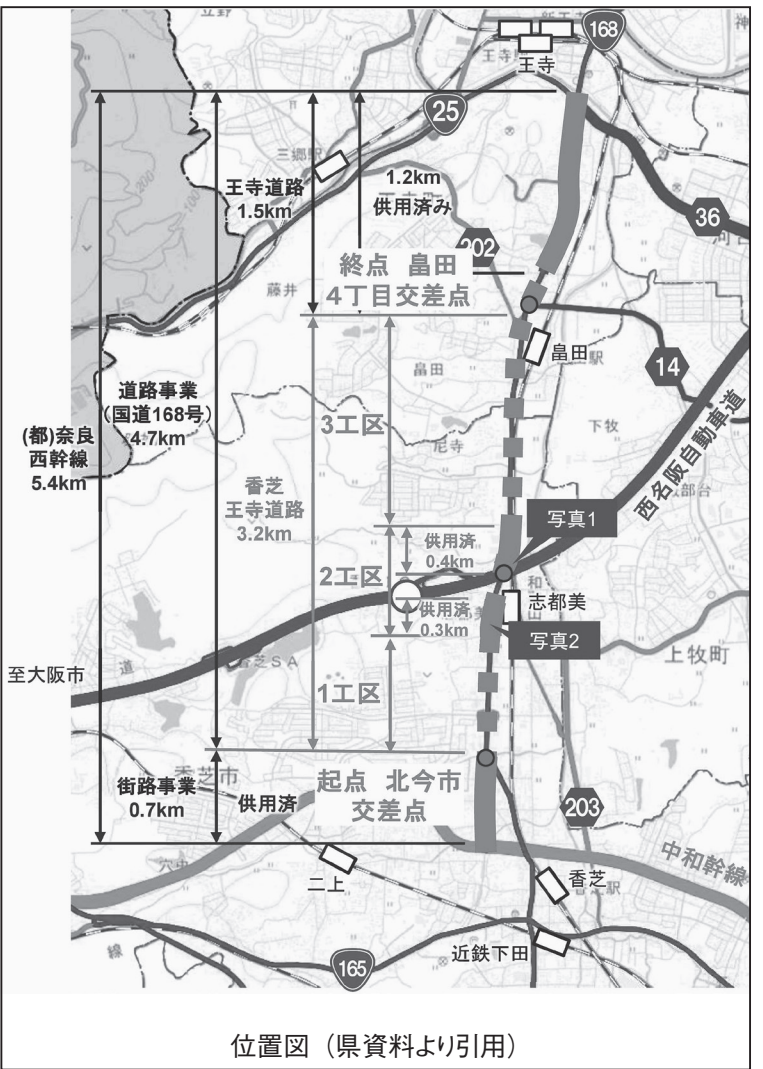 168
王寺
25
三郷駅
王寺道路
1.5km
1.2km
供用済み
36
202
終点 畠田
4丁目交差点
藤井
畠田
14
畠田
道路事業
(国道168号)
4.7km
(都)奈良
西幹線
5.4km
3工区
下牧
尼寺
西名阪自動車道
香芝
王寺道路
3.2km
写真1
供用済
0.4km
2工区
志都美
供用済
0.3km
写真2
上牧町
至大阪市
香芝SA
1工区
香芝市
街路事業
0.7km
供用済
起点 北今市
交差点
203
中和幹線
穴虫
二上
香芝
近鉄下田
165
線
位置図（県資料より引用）